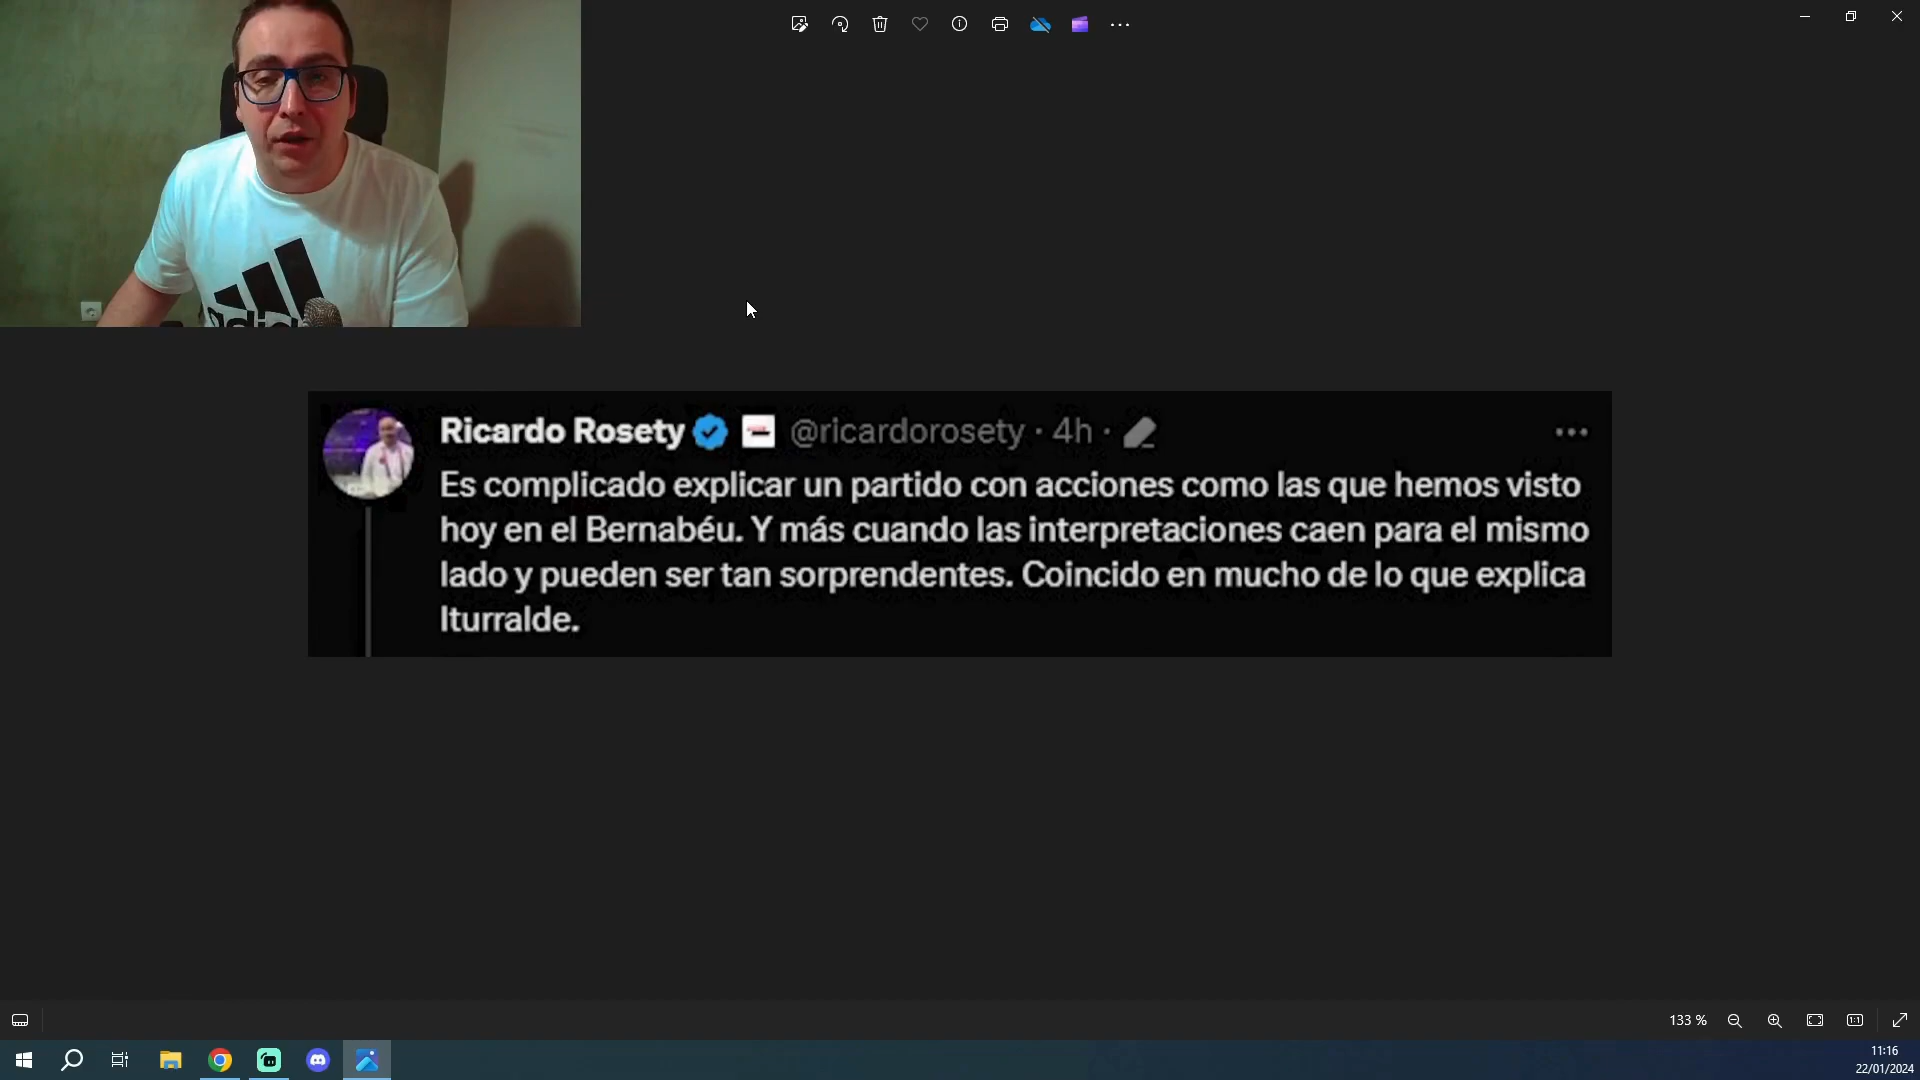 Ricardo Rosety @ricardorosety · 4h ·
Es complicado explicar un partido con acciones como las que hemos visto
hoy en el Bernabéu. Y más cuando las interpretaciones caen para el mismo
lado y pueden ser tan sorprendentes. Coincido en mucho de lo que explica
Iturralde.
133 %
11:16
22/01/2024